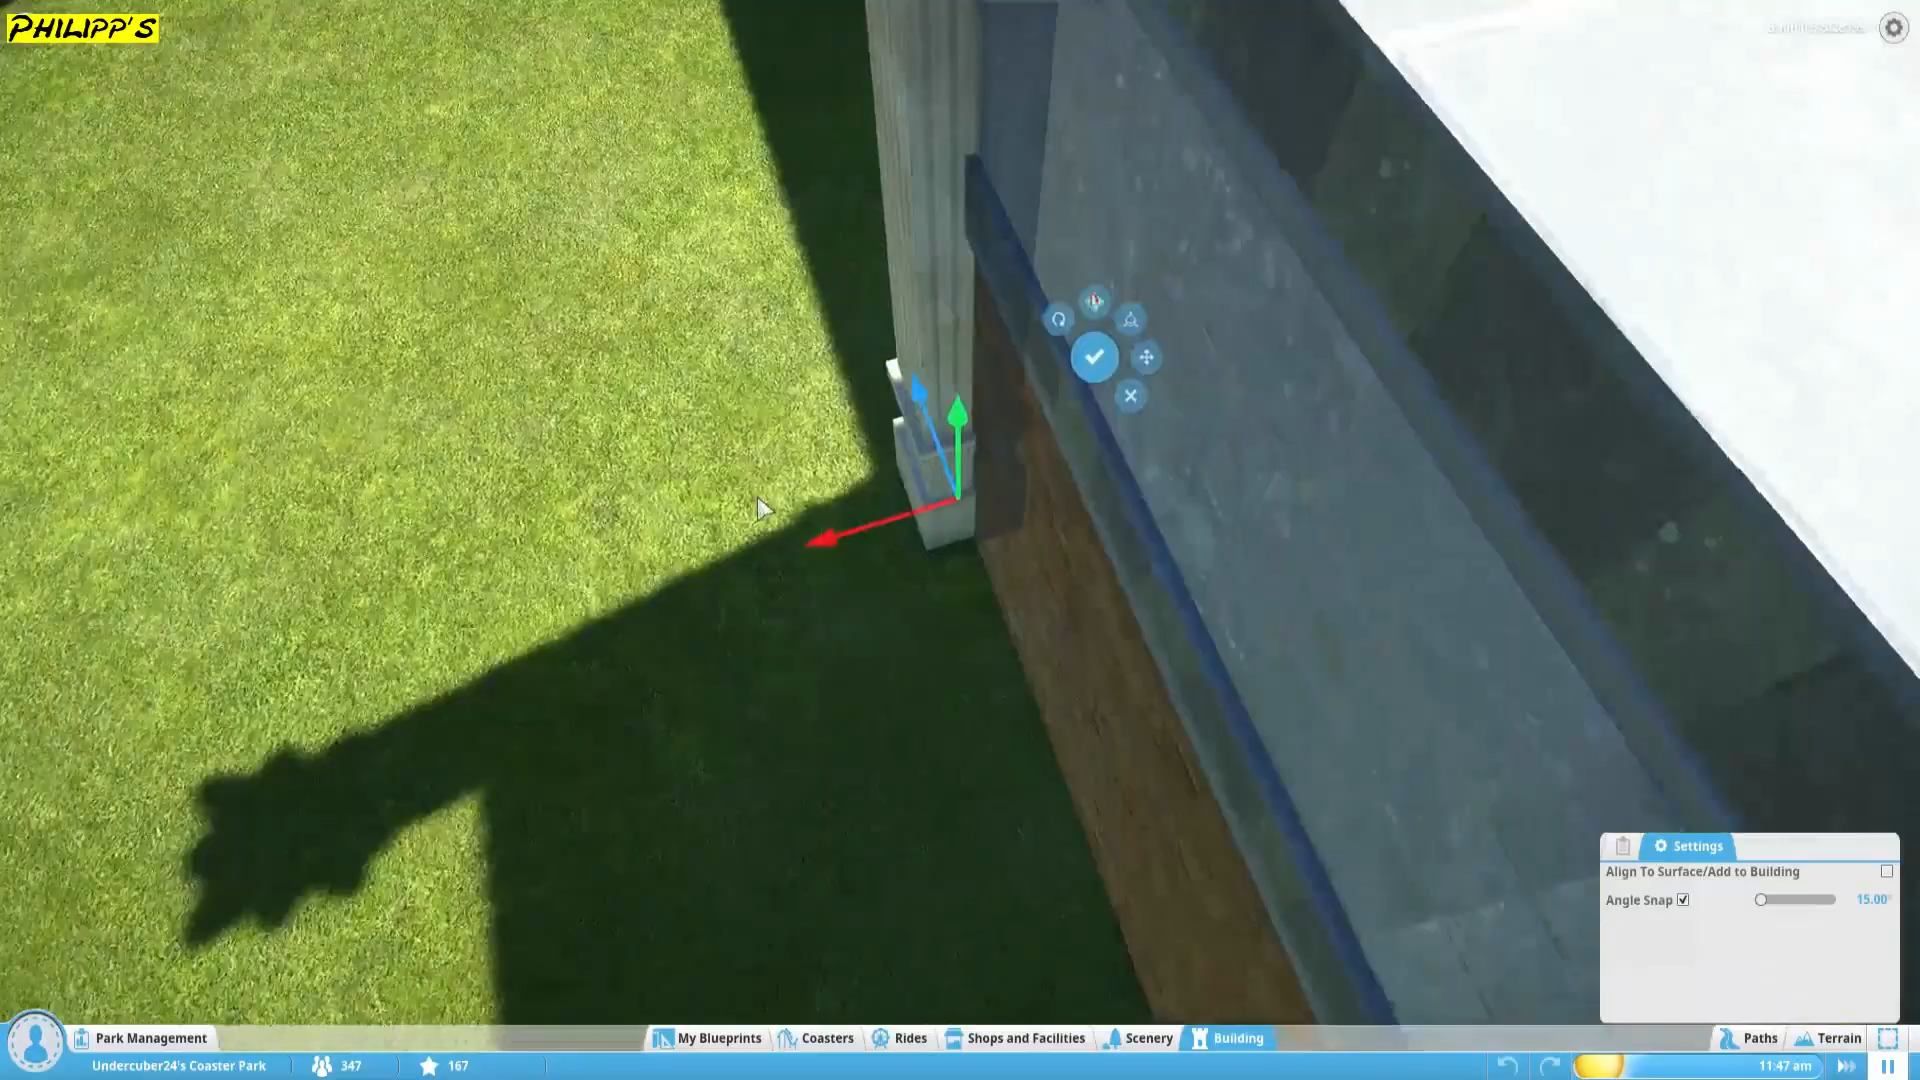 PHILIPP'S
Settings
Align To Surface/Add to Building
Angle Snap 15.00°
Park Management
My Blueprints
Coasters
Rides
Shops and Facilities
Scenery
Building
Paths
Terrain
Undercuber24's Coaster Park
347
167
11:47 am